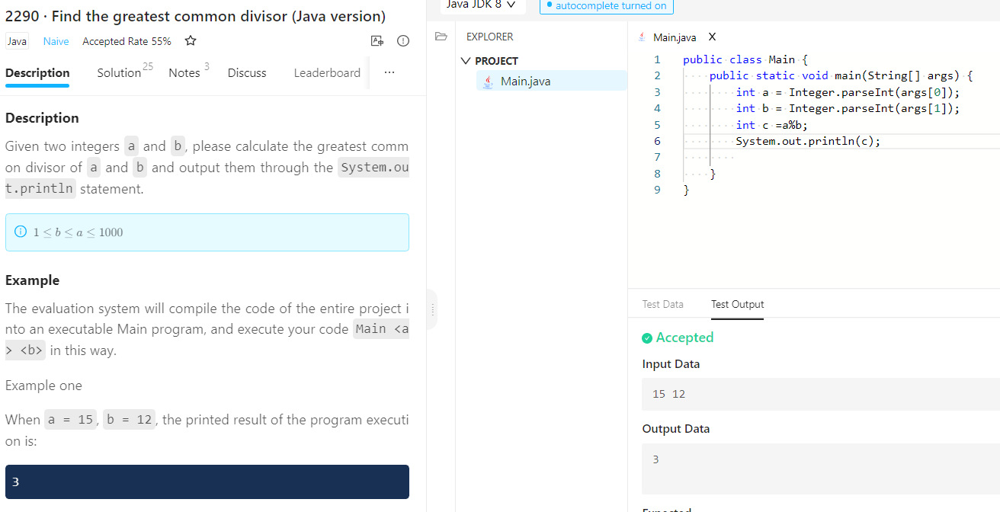 2290 · Find the greatest common divisor (Java version)
Java Naive Accepted Rate 55%
Description Solution 25 Notes 3 Discuss Leaderboard ...
Description
Given two integers a and b, please calculate the greatest comm
on divisor of a and b and output them through the System.ou
t.println statement.
1 ≤ b ≤ a ≤ 1000
Example
The evaluation system will compile the code of the entire project i
nto an executable Main program, and execute your code Main <a
> <b> in this way.
Example one
When a = 15, b = 12, the printed result of the program executi
on is:
3
Java JDK 8
autocomplete turned on
EXPLORER
PROJECT
Main.java
Main.java X
1 public class Main {
2 public static void main(String[] args) {
3 int a = Integer.parseInt(args[0]);
4 int b = Integer.parseInt(args[1]);
5 int c =a%b;
6 System.out.println(c);
7
8 }
9 }
Test Data Test Output
Accepted
Input Data
15 12
Output Data
3
Expected